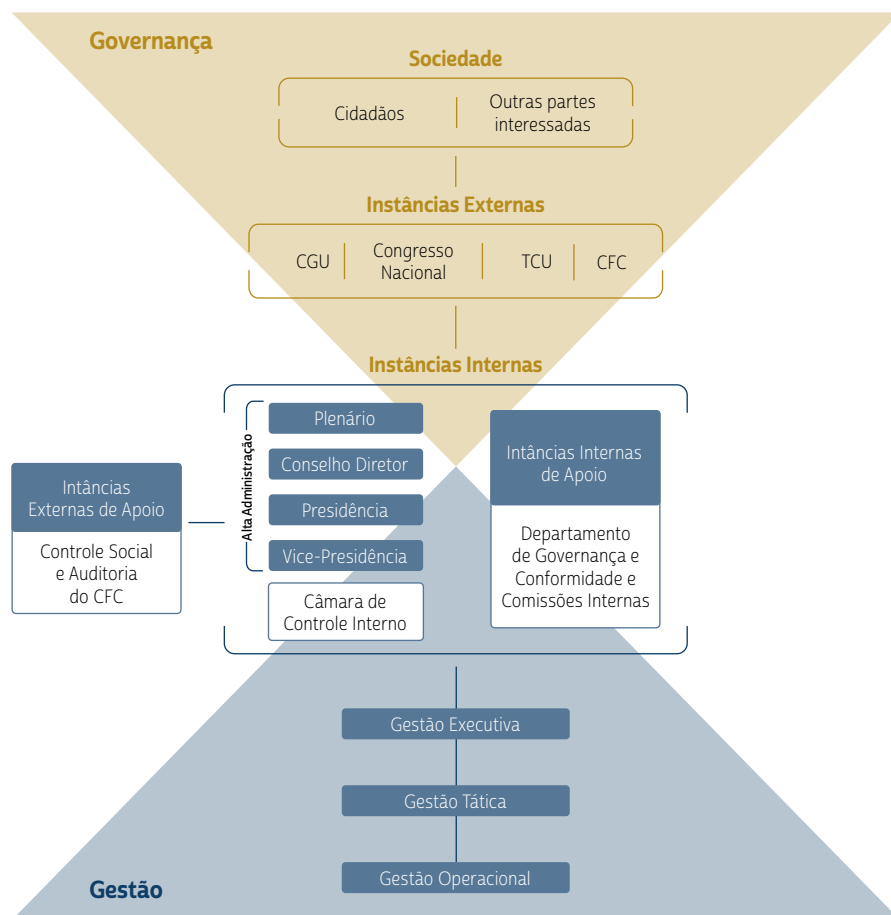 Governança
Sociedade
Cidadãos
Outras partes
interessadas
Instâncias Externas
CGU
Congresso
Nacional
TCU
CFC
Instâncias Internas
Alta Administração
Plenário
Conselho Diretor
Presidência
Vice-Presidência
Câmara de
Controle Interno
Intâncias Internas
de Apoio
Departamento
de Governança e
Conformidade e
Comissões Internas
Intâncias
Externas de Apoio
Controle Social
e Auditoria
do CFC
Gestão Executiva
Gestão Tática
Gestão Operacional
Gestão